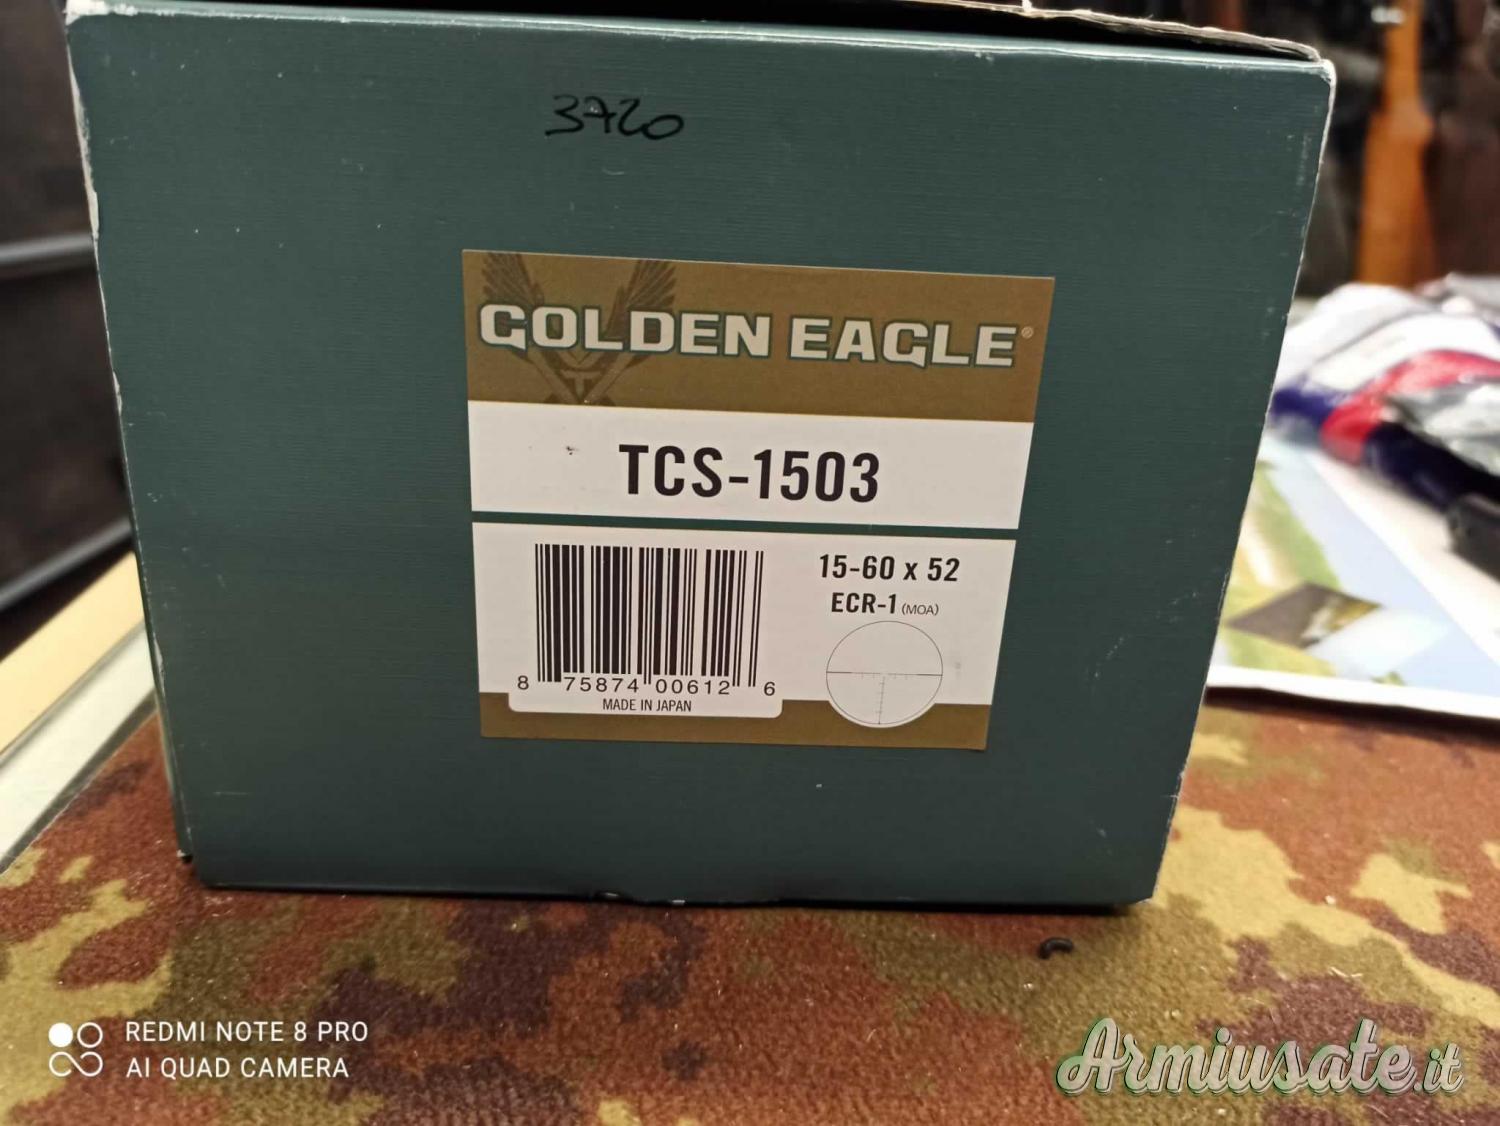 3720
GOLDEN EAGLE®
TCS-1503
15-60 x 52
ECR-1 (MOA)
8 75874 00612 6
MADE IN JAPAN
REDMI NOTE 8 PRO
AI QUAD CAMERA
Armiusate.it